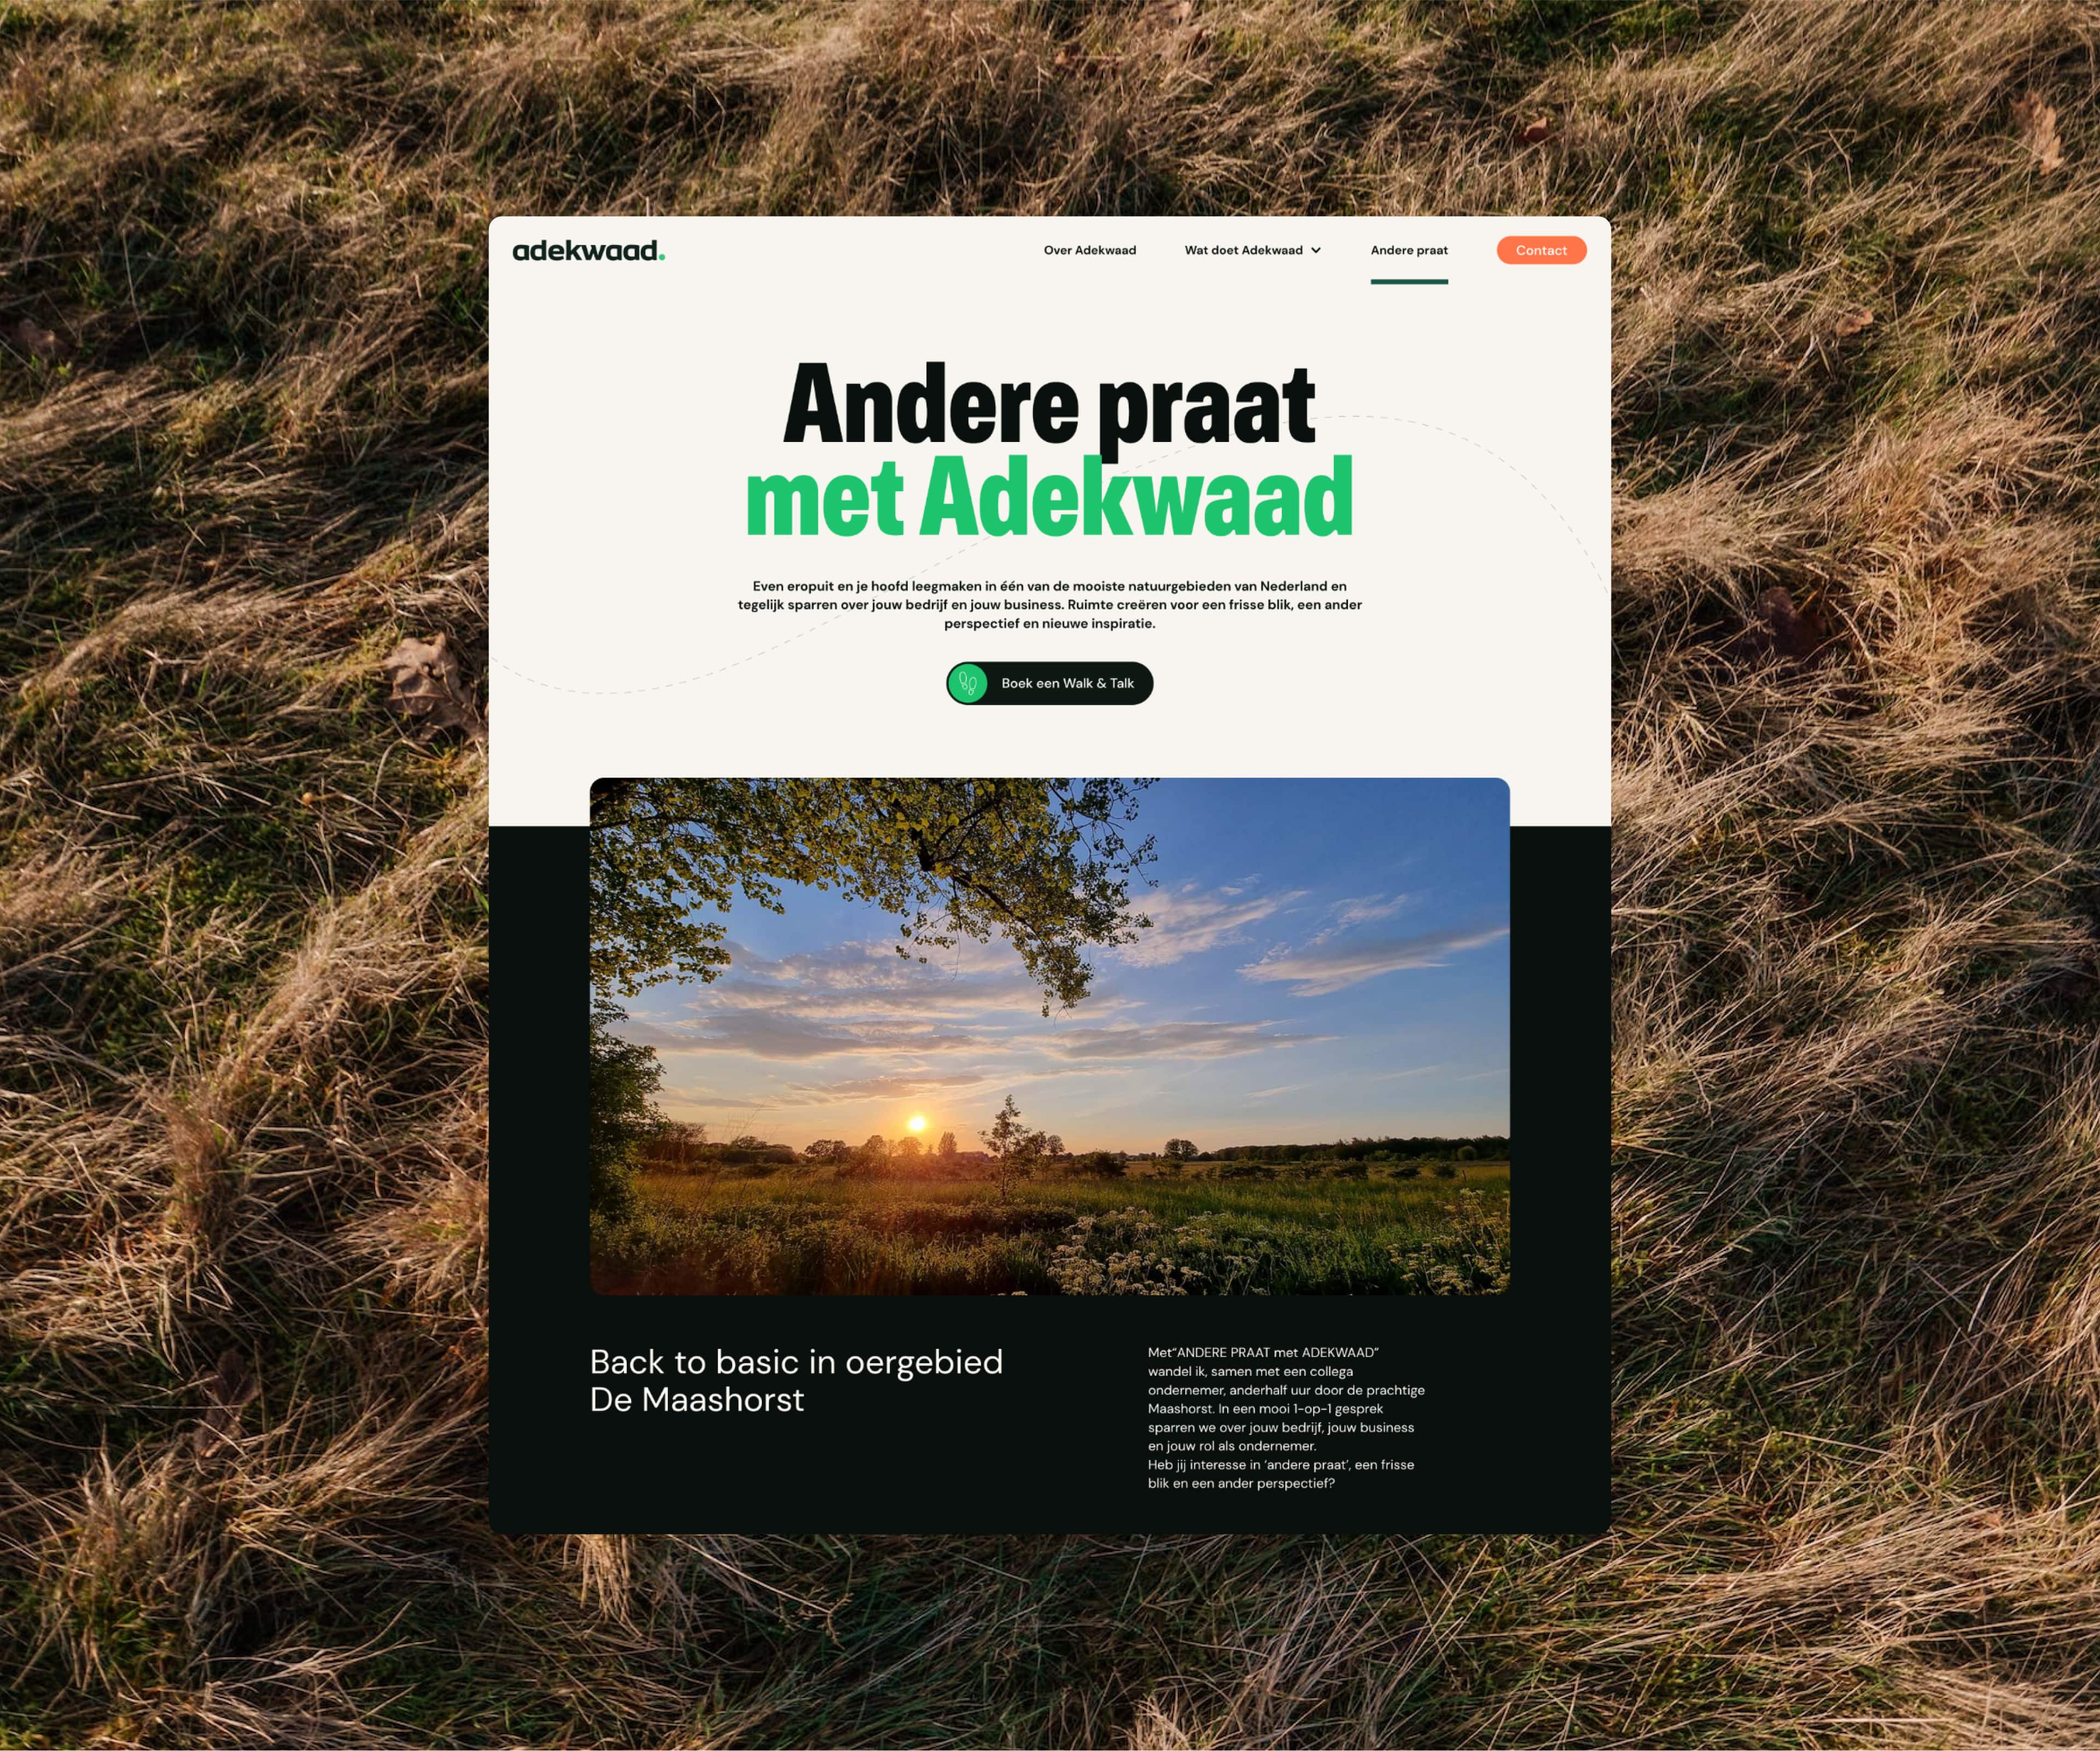 adekwaad.
Over Adekwaad
Wat doet Adekwaad
Andere praat
Contact
Andere praat
met Adekwaad
Even eropuit en je hoofd leegmaken in één van de mooiste natuurgebieden van Nederland en
tegelijk sparren over jouw bedrijf en jouw business. Ruimte creëren voor een frisse blik, een ander
perspectief en nieuwe inspiratie.
Boek een Walk & Talk
Back to basic in oergebied
De Maashorst
Met“ANDERE PRAAT met ADEKWAAD”
wandel ik, samen met een collega
ondernemer, anderhalf uur door de prachtige
Maashorst. In een mooi 1-op-1 gesprek
sparren we over jouw bedrijf, jouw business
en jouw rol als ondernemer.
Heb jij interesse in ‘andere praat’, een frisse
blik en een ander perspectief?